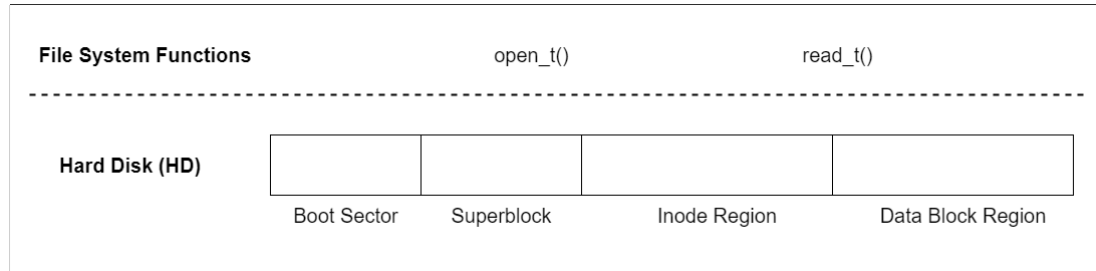 File System Functions open_t() read_t()
Hard Disk (HD)
Boot Sector Superblock Inode Region Data Block Region